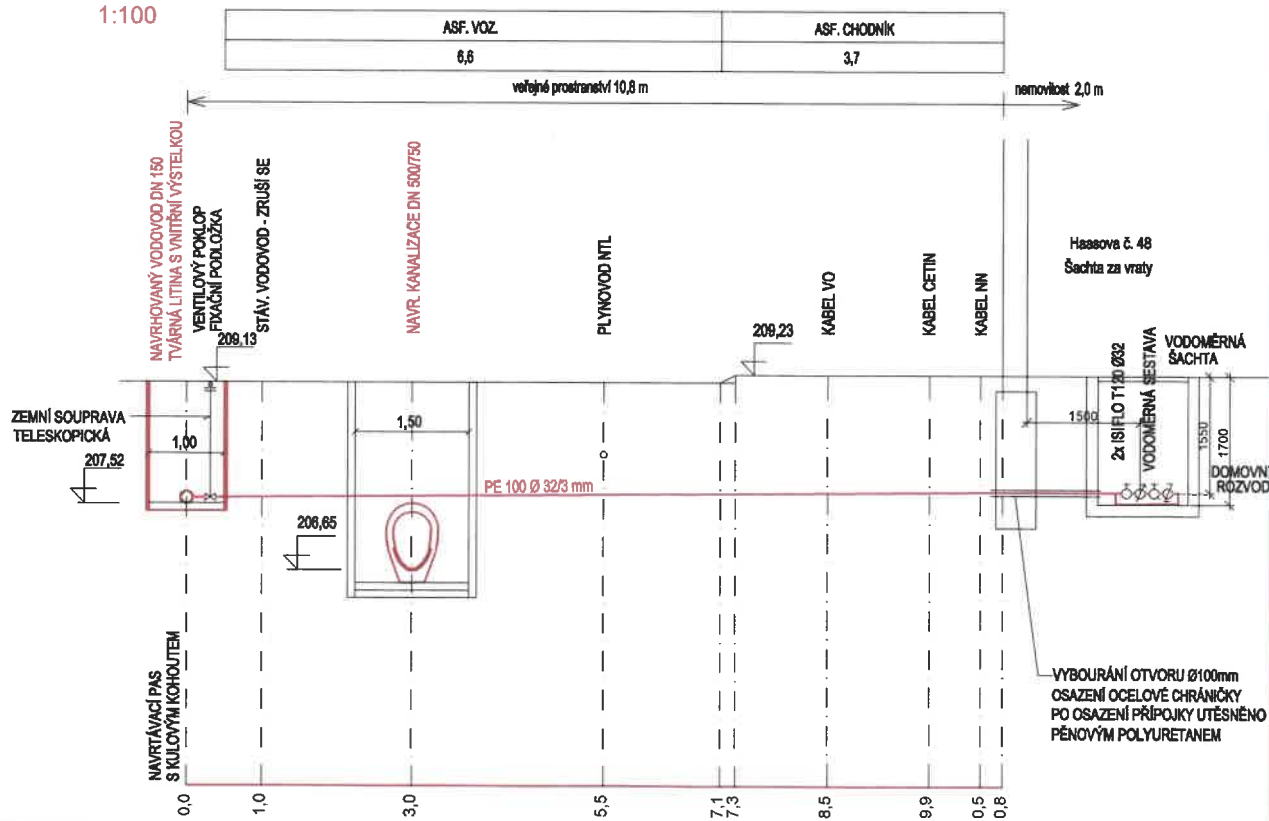 1:100
ASF. VOZ.
ASF. CHODNÍK
6,6
3,7
veřejné prostranství 10,8 m
nemovitost 2,0 m
NAVRHOVANÝ VODOVOD DN 150
TVÁRNÁ LITINA S VNITŘNÍ VÝSTELKOU
VENTILOVÝ POKLOP
FIXAČNÍ PODLOŽKA
STÁV. VODOVOD - ZRUŠÍ SE
NAVR. KANALIZACE DN 500/750
PLYNOVOD NTL
KABEL VO
KABEL CETIN
KABEL NN
Haasova č. 48
Šachta za vraty
209,13
209,23
2x ISIFLO T120 Ø32
VODOMĚRNÁ SESTAVA
VODOMĚRNÁ
ŠACHTA
ZEMNÍ SOUPRAVA
TELESKOPICKÁ
1,00
1,50
1500
1550
1700
207,52
PE 100 Ø 32/3 mm
DOMOVNÍ
ROZVOD
206,65
NAVRTÁVACÍ PAS
S KULOVÝM KOHOUTEM
VYBOURÁNÍ OTVORU Ø100mm
OSAZENÍ OCELOVÉ CHRÁNIČKY
PO OSAZENÍ PŘÍPOJKY UTĚSNĚNO
PĚNOVÝM POLYURETANEM
0,0
1,0
3,0
5,5
7,1
7,3
8,5
9,9
0,5
0,8